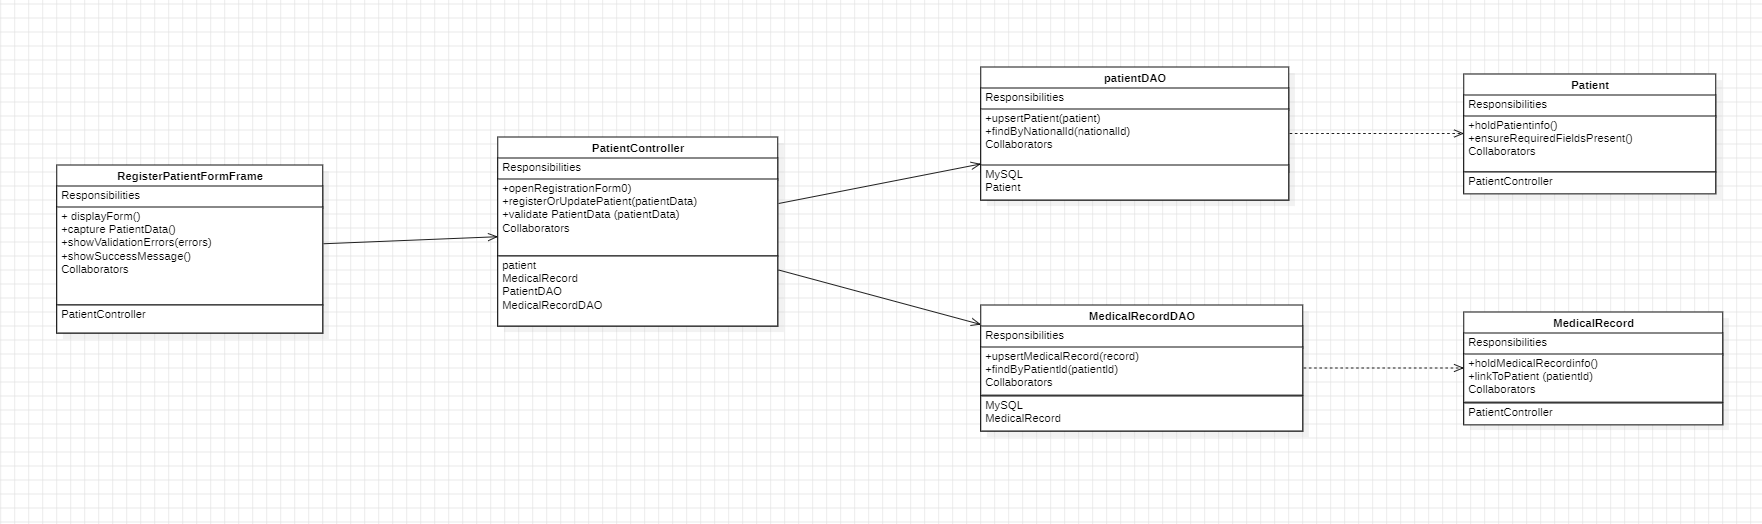 RegisterPatientFormFrame
Responsibilities
+ displayForm()
+capture PatientData()
+showValidationErrors(errors)
+showSuccessMessage()
Collaborators
PatientController
PatientController
Responsibilities
+openRegistrationForm0)
+registerOrUpdatePatient(patientData)
+validate PatientData (patientData)
Collaborators
patient
MedicalRecord
PatientDAO
MedicalRecordDAO
patientDAO
Responsibilities
+upsertPatient(patient)
+findByNationalId(nationalId)
Collaborators
MySQL
Patient
Patient
Responsibilities
+holdPatientinfo()
+ensureRequiredFieldsPresent()
Collaborators
PatientController
MedicalRecordDAO
Responsibilities
+upsertMedicalRecord(record)
+findByPatientId(patientId)
Collaborators
MySQL
MedicalRecord
MedicalRecord
Responsibilities
+holdMedicalRecordinfo()
+linkToPatient (patientId)
Collaborators
PatientController